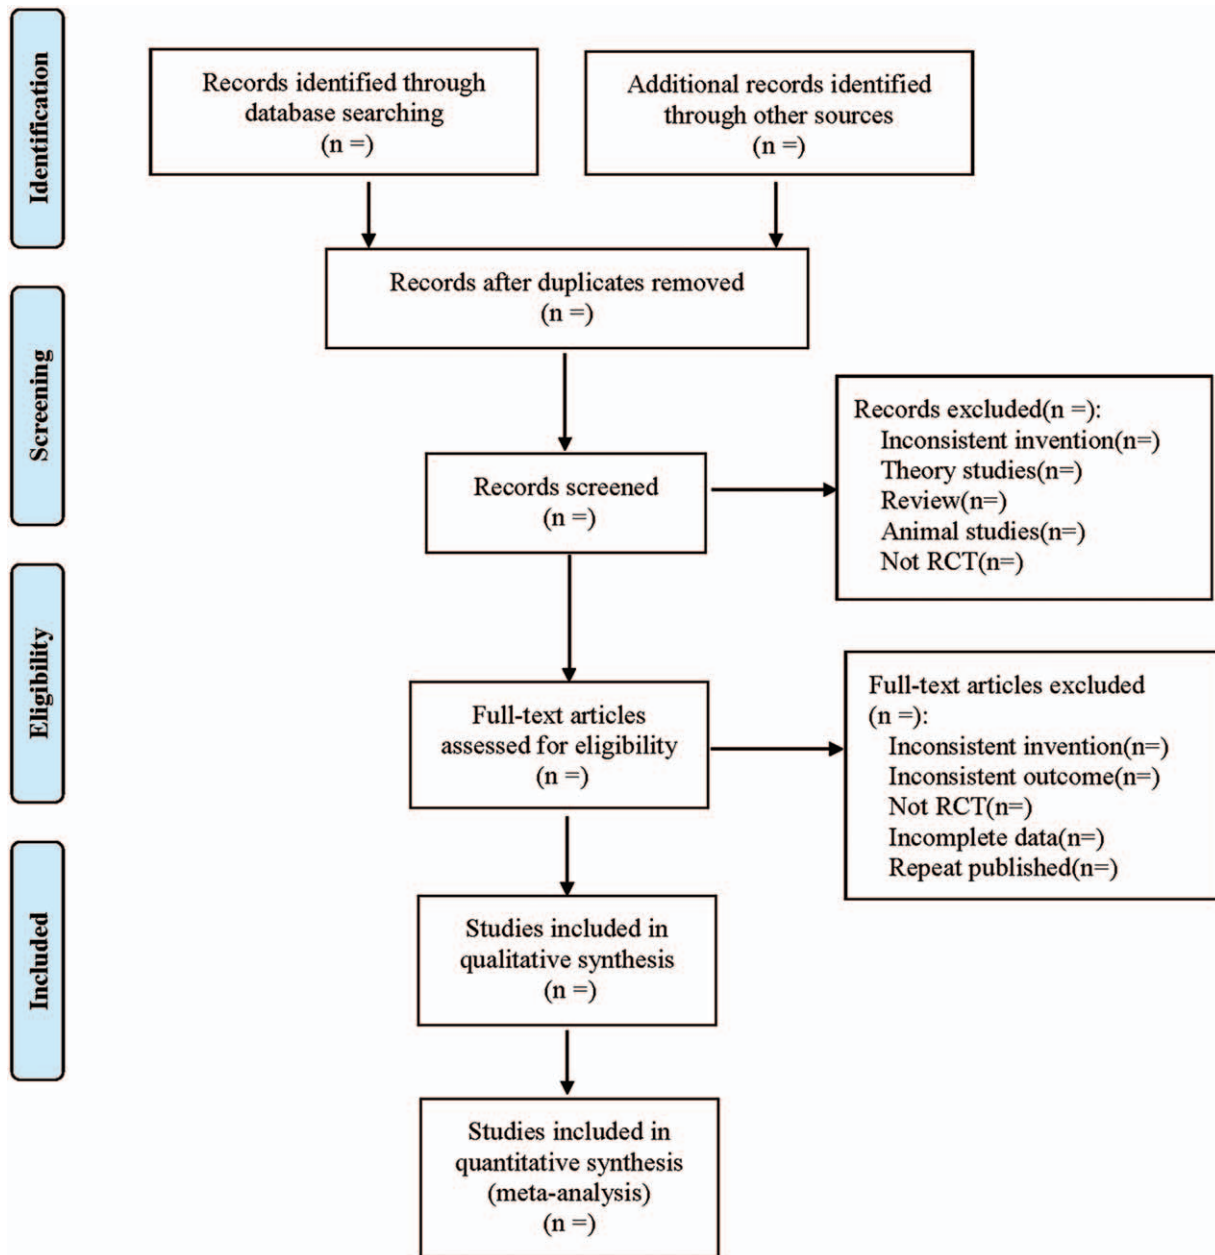 Identification
Records identified through
database searching
(n =)
Additional records identified
through other sources
(n =)
Records after duplicates removed
(n =)
Screening
Records screened
(n =)
Records excluded(n =):
Inconsistent invention(n=)
Theory studies(n=)
Review(n=)
Animal studies(n=)
Not RCT(n=)
Eligibility
Full-text articles
assessed for eligibility
(n =)
Full-text articles excluded
(n =):
Inconsistent invention(n=)
Inconsistent outcome(n=)
Not RCT(n=)
Incomplete data(n=)
Repeat published(n=)
Included
Studies included in
qualitative synthesis
(n =)
Studies included in
quantitative synthesis
(meta-analysis)
(n =)